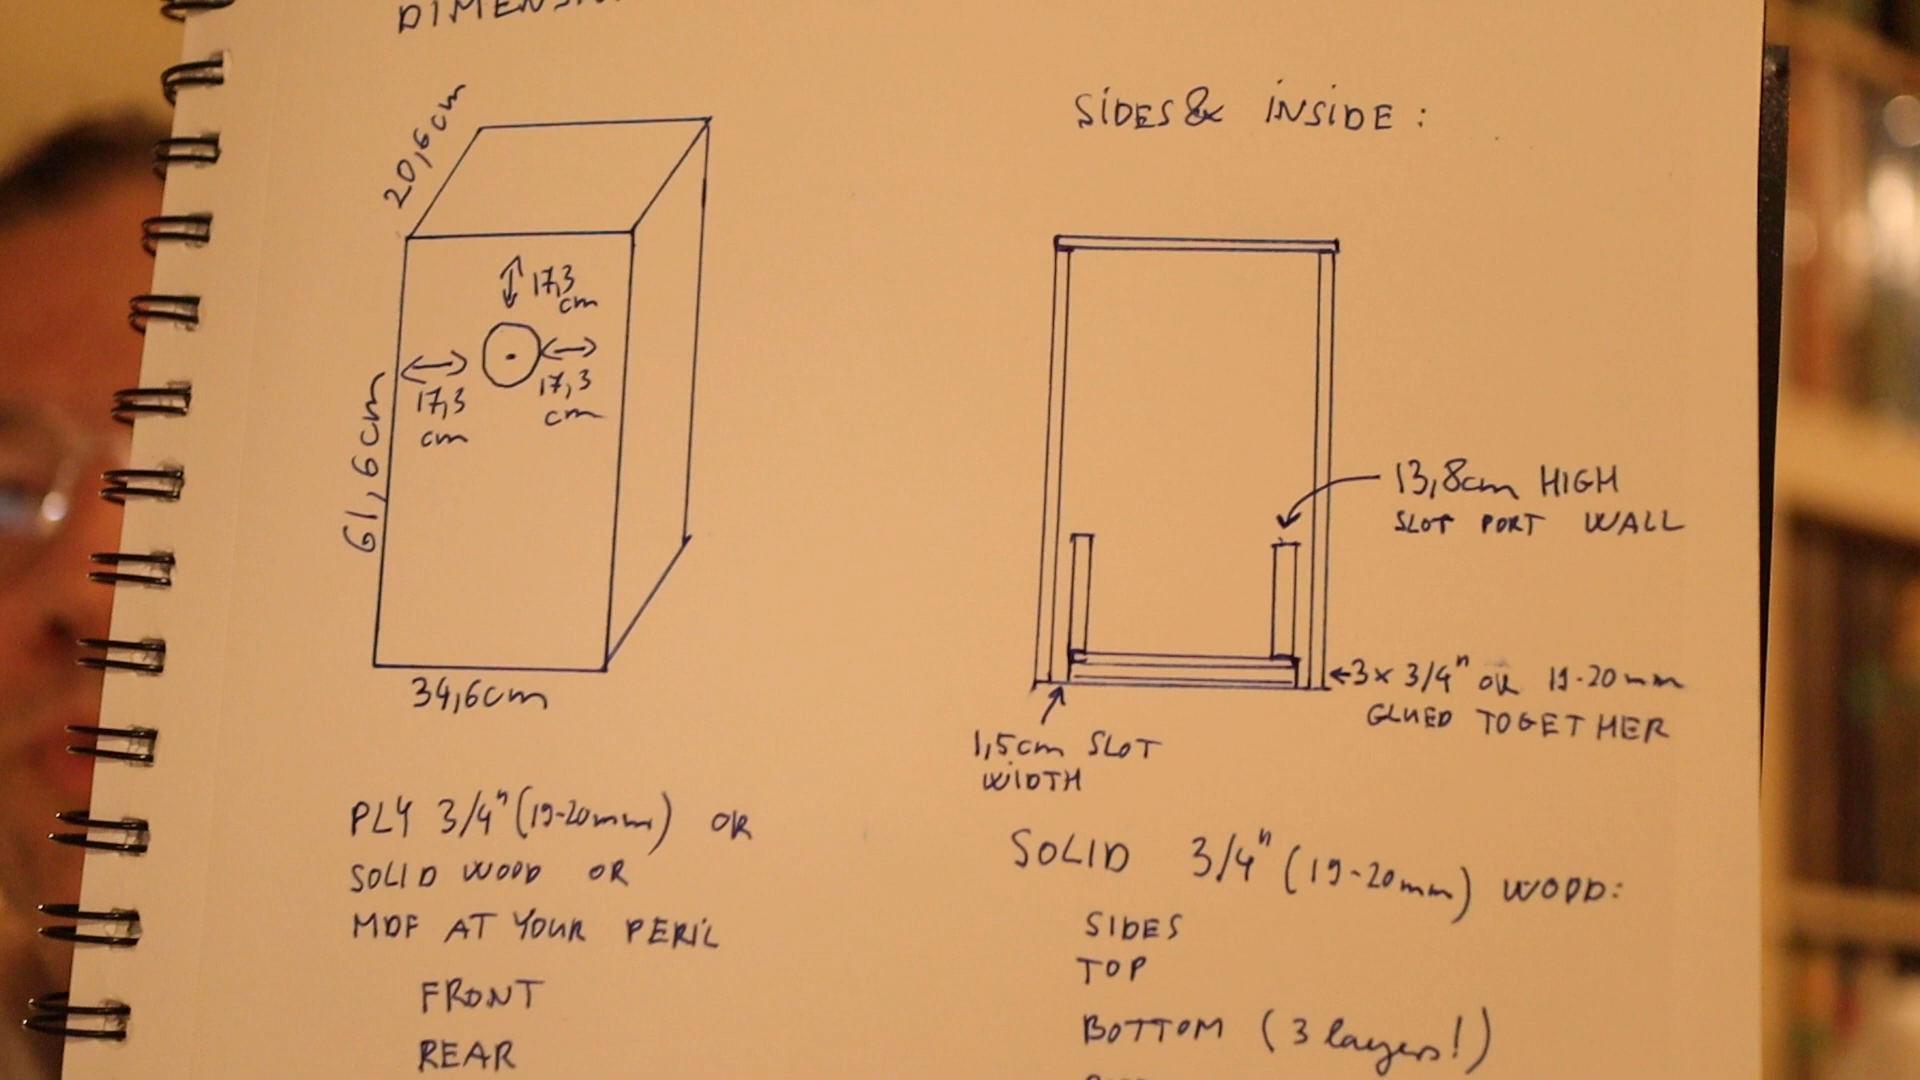 20,6cm
17,3
cm
17,3
cm
17,3
cm
61,6cm
34,6cm
PLY 3/4" (19-20mm) OR
SOLID WOOD OR
MDF AT YOUR PERIL
FRONT
REAR
SIDES & INSIDE:
13,8cm HIGH
SLOT PORT WALL
3x 3/4" OR 19-20mm
GLUED TOGETHER
1,5cm SLOT
WIDTH
SOLID 3/4" (19-20mm) WOOD:
SIDES
TOP
BOTTOM (3 layers!)